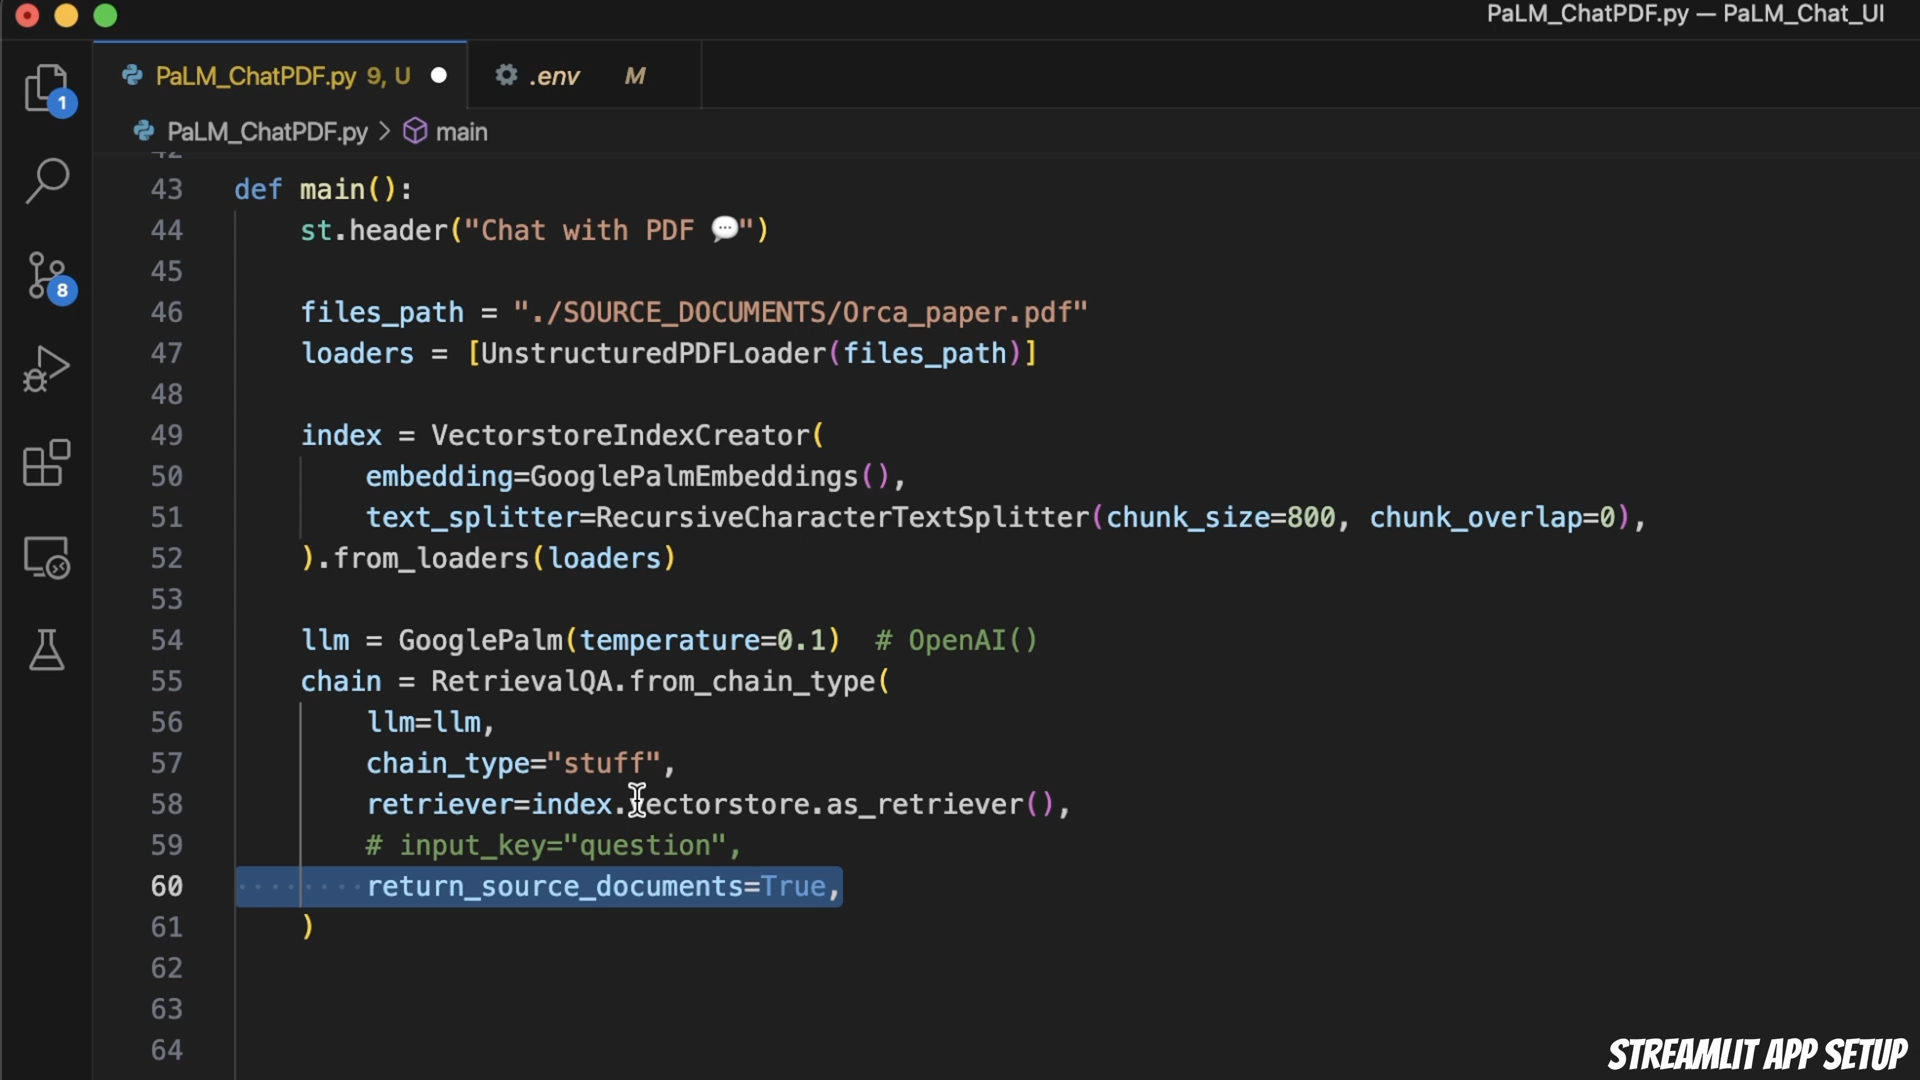 PaLM_ChatPDF.py — PaLM_Chat_UI
PaLM_ChatPDF.py 9, U
.env M
1
PaLM_ChatPDF.py > main
42
43 def main():
44 st.header("Chat with PDF 💬")
45
46 files_path = "./SOURCE_DOCUMENTS/Orca_paper.pdf"
47 loaders = [UnstructuredPDFLoader(files_path)]
48
49 index = VectorstoreIndexCreator(
50 embedding=GooglePalmEmbeddings(),
51 text_splitter=RecursiveCharacterTextSplitter(chunk_size=800, chunk_overlap=0),
52 ).from_loaders(loaders)
53
54 llm = GooglePalm(temperature=0.1)  # OpenAI()
55 chain = RetrievalQA.from_chain_type(
56 llm=llm,
57 chain_type="stuff",
58 retriever=index.vectorstore.as_retriever(),
59 # input_key="question",
60 return_source_documents=True,
61 )
62
63
64
8
STREAMLIT APP SETUP